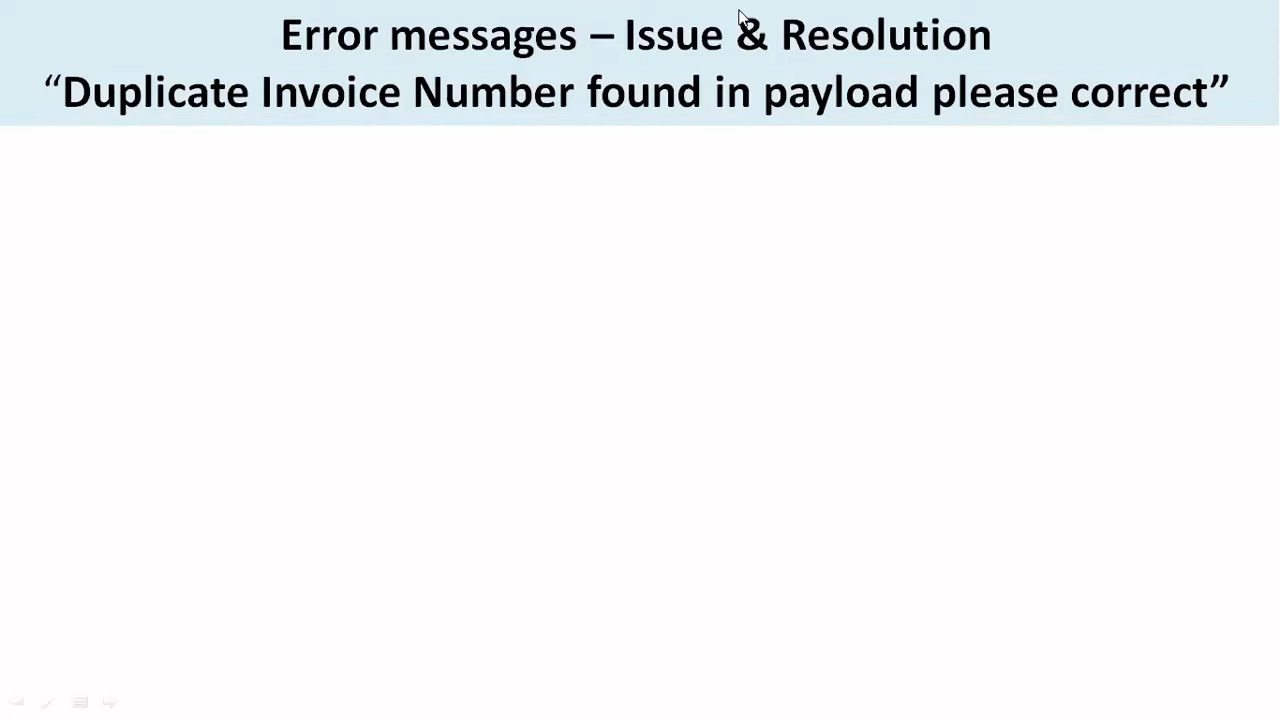 Error messages – Issue & Resolution
“Duplicate Invoice Number found in payload please correct”